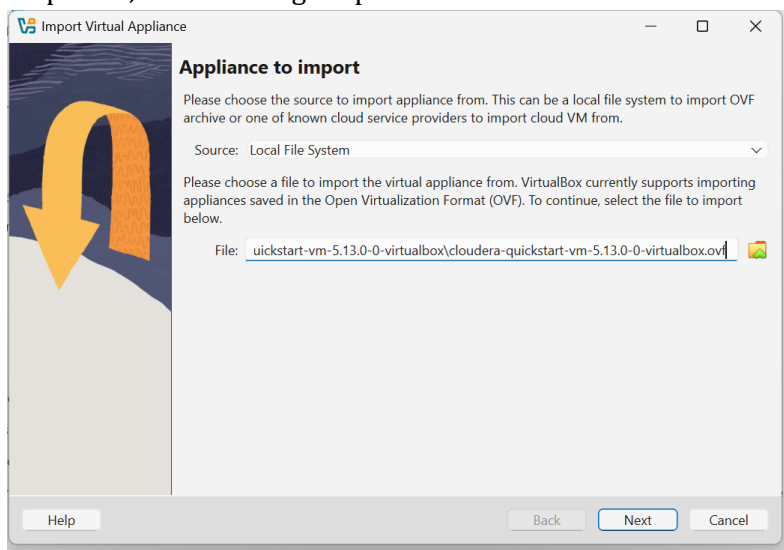 Import Virtual Appliance
Appliance to import
Please choose the source to import appliance from. This can be a local file system to import OVF
archive or one of known cloud service providers to import cloud VM from.
Source: Local File System
Please choose a file to import the virtual appliance from. VirtualBox currently supports importing
appliances saved in the Open Virtualization Format (OVF). To continue, select the file to import
below.
File: uickstart-vm-5.13.0-0-virtualbox\cloudera-quickstart-vm-5.13.0-0-virtualbox.ovf
Help Back Next Cancel